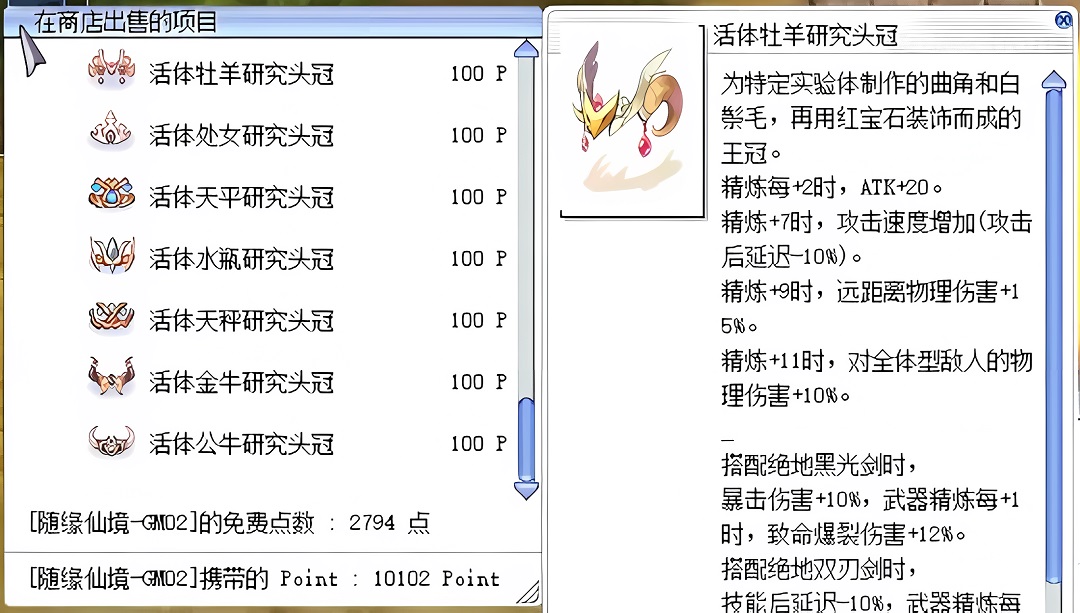 在商店出售的项目
活体牡羊研究头冠 100 P
活体处女研究头冠 100 P
活体天平研究头冠 100 P
活体水瓶研究头冠 100 P
活体天秤研究头冠 100 P
活体金牛研究头冠 100 P
活体公牛研究头冠 100 P
[随缘仙境-GM02]的免费点数 : 2794 点
[随缘仙境-GM02]携带的 Point : 10102 Point
活体牡羊研究头冠
为特定实验体制作的曲角和白
鬃毛，再用红宝石装饰而成的
王冠。
精炼每+2时，ATK+20。
精炼+7时，攻击速度增加(攻击
后延迟-10%)。
精炼+9时，远距离物理伤害+1
5%。
精炼+11时，对全体型敌人的物
理伤害+10%。
_
搭配绝地黑光剑时，
暴击伤害+10%，武器精炼每+1
时，致命爆裂伤害+12%。
搭配绝地双刃剑时，
技能后延迟-10%，武器精炼每